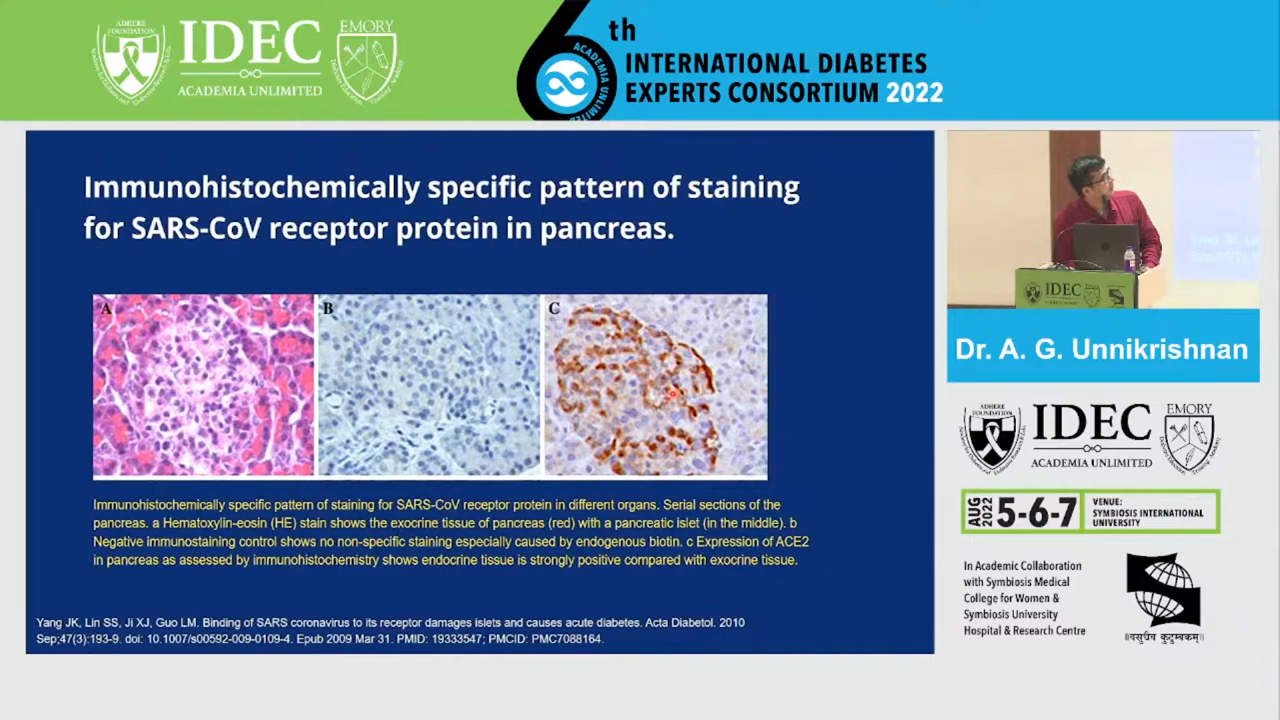 ADHERE
FOUNDATION
IDEC
ACADEMIA UNLIMITED
EMORY
6th
ACADEMIA UNLIMITED
INTERNATIONAL DIABETES
EXPERTS CONSORTIUM 2022
Immunohistochemically specific pattern of staining
for SARS-CoV receptor protein in pancreas.
A
B
C
Immunohistochemically specific pattern of staining for SARS-CoV receptor protein in different organs. Serial sections of the
pancreas. a Hematoxylin-eosin (HE) stain shows the exocrine tissue of pancreas (red) with a pancreatic islet (in the middle). b
Negative immunostaining control shows no non-specific staining especially caused by endogenous biotin. c Expression of ACE2
in pancreas as assessed by immunohistochemistry shows endocrine tissue is strongly positive compared with exocrine tissue.
Yang JK, Lin SS, Ji XJ, Guo LM. Binding of SARS coronavirus to its receptor damages islets and causes acute diabetes. Acta Diabetol. 2010
Sep;47(3):193-9. doi: 10.1007/s00592-009-0109-4. Epub 2009 Mar 31. PMID: 19333547; PMCID: PMC7088164.
IDEC
Dr. A. G. Unnikrishnan
ADHERE
FOUNDATION
IDEC
ACADEMIA UNLIMITED
EMORY
AUG
2022
5-6-7
VENUE:
SYMBIOSIS INTERNATIONAL
UNIVERSITY
In Academic Collaboration
with Symbiosis Medical
College for Women &
Symbiosis University
Hospital & Research Centre
॥वसुधैव कुटुम्बकम्॥